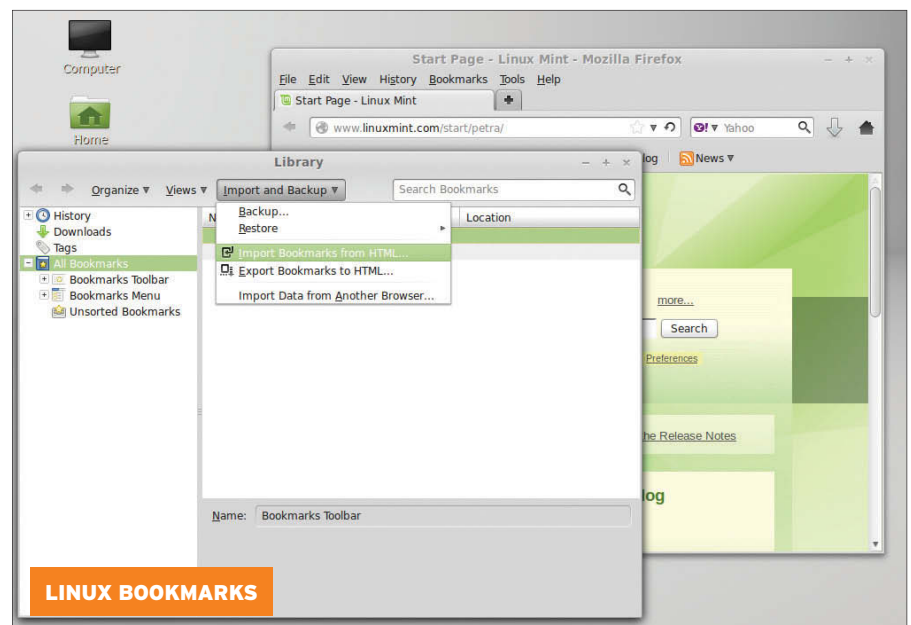 Computer
Home
Start Page - Linux Mint - Mozilla Firefox
File Edit View History Bookmarks Tools Help
Start Page - Linux Mint
www.linuxmint.com/start/petra/
Yahoo
log News
Library
Organize Views Import and Backup Search Bookmarks
History
Downloads
Tags
All Bookmarks
Bookmarks Toolbar
Bookmarks Menu
Unsorted Bookmarks
N Location
Backup...
Restore
Import Bookmarks from HTML...
Export Bookmarks to HTML...
Import Data from Another Browser...
Name: Bookmarks Toolbar
more...
Search
Preferences
he Release Notes
log
LINUX BOOKMARKS